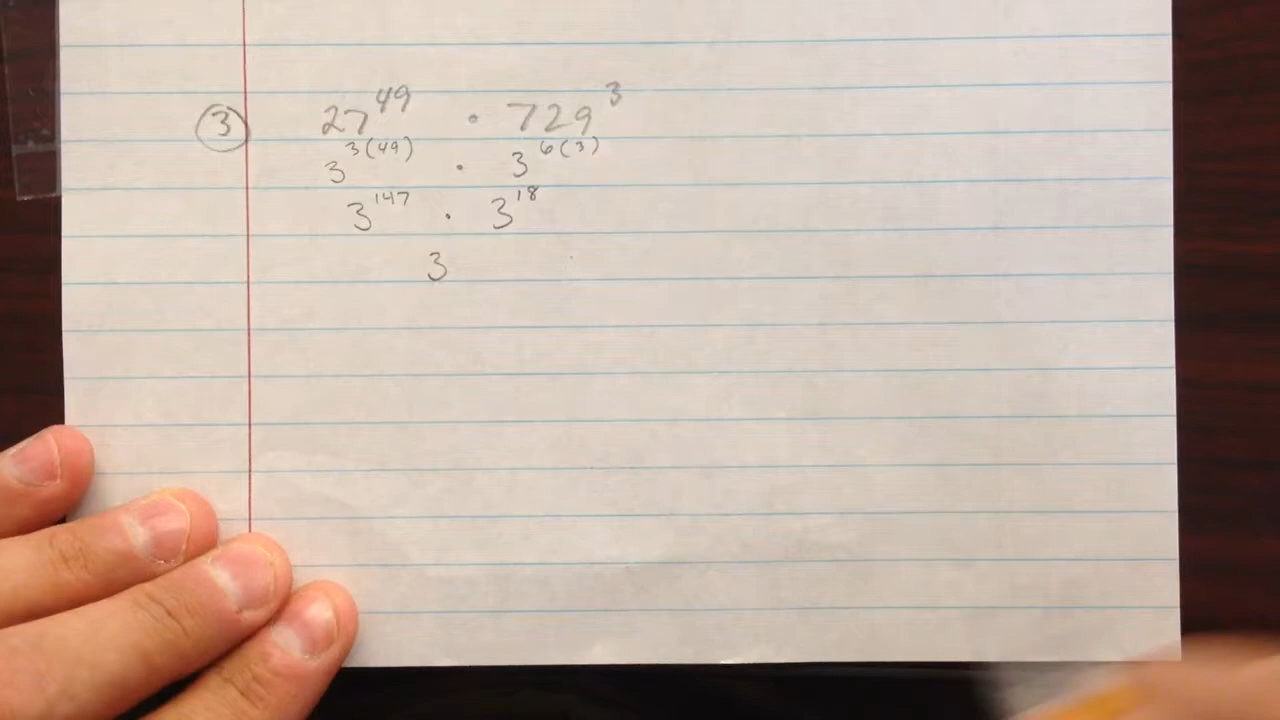 ③ 27^49 · 729^3
3^3(49) · 3^6(3)
3^147 · 3^18
3